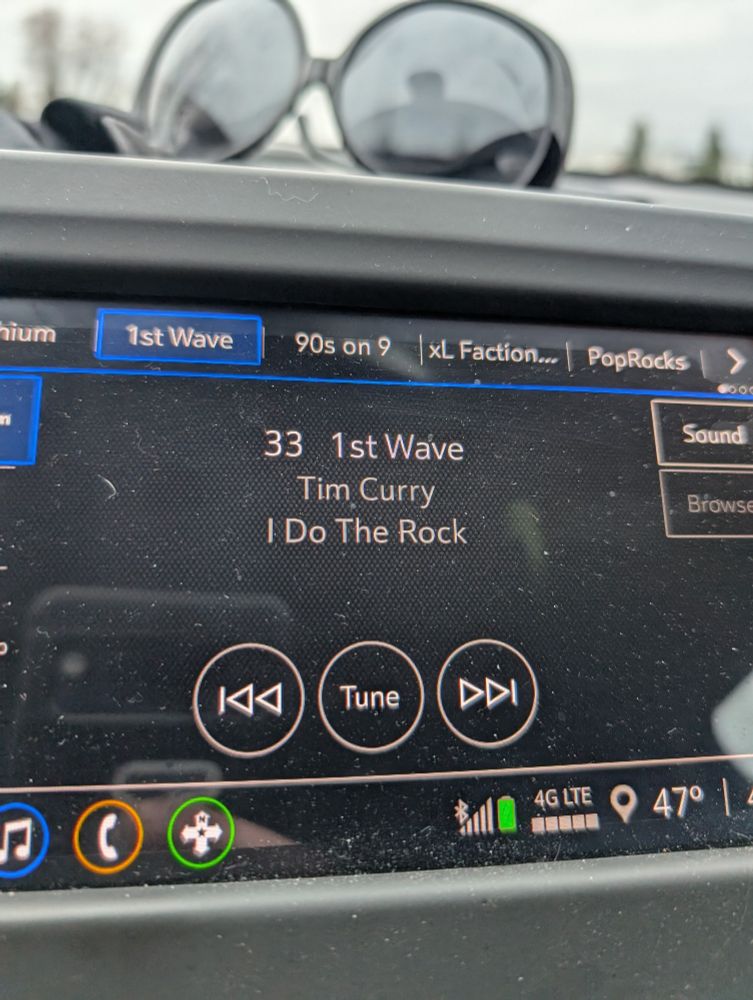 hium
1st Wave
90s on 9
xL Faction...
PopRocks
Sound
Browse
33 1st Wave
Tim Curry
I Do The Rock
Tune
N
4G LTE
47°